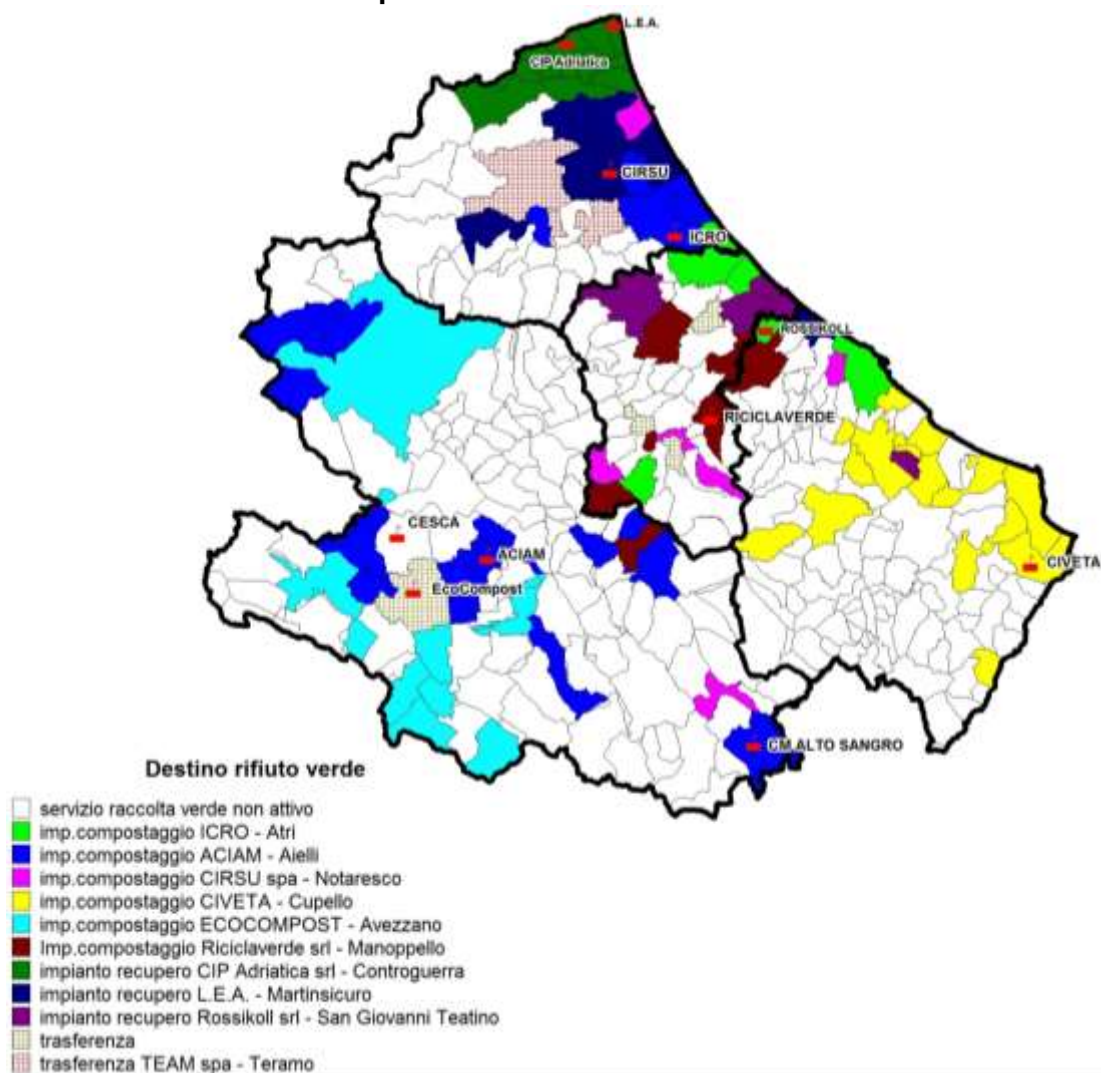 L.E.A.
CIP Adriatica
CIRSU
ICRO
ROSSIKOLL
RICICLAVERDE
CESCA
ACIAM
EcoCompost
CIVETA
CM ALTO SANGRO
Destino rifiuto verde
servizio raccolta verde non attivo
imp.compostaggio ICRO - Atri
imp.compostaggio ACIAM - Aielli
imp.compostaggio CIRSU spa - Notaresco
imp.compostaggio CIVETA - Cupello
imp.compostaggio ECOCOMPOST - Avezzano
Imp.compostaggio Riciclaverde srl - Manoppello
impianto recupero CIP Adriatica srl - Controguerra
impianto recupero L.E.A. - Martinsicuro
impianto recupero Rossikoll srl - San Giovanni Teatino
trasferenza
trasferenza TEAM spa - Teramo